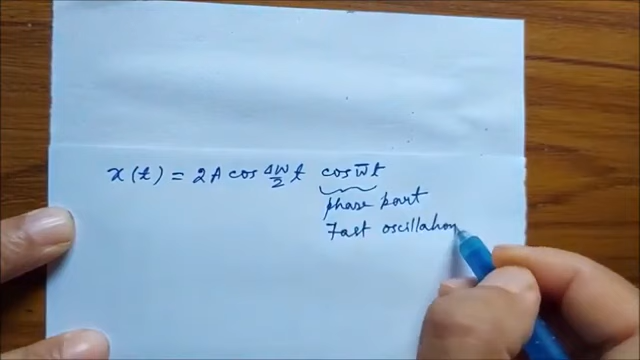 x(t) = 2A cos Δω/2 t cos ω̅t
phase part
Fast oscillation